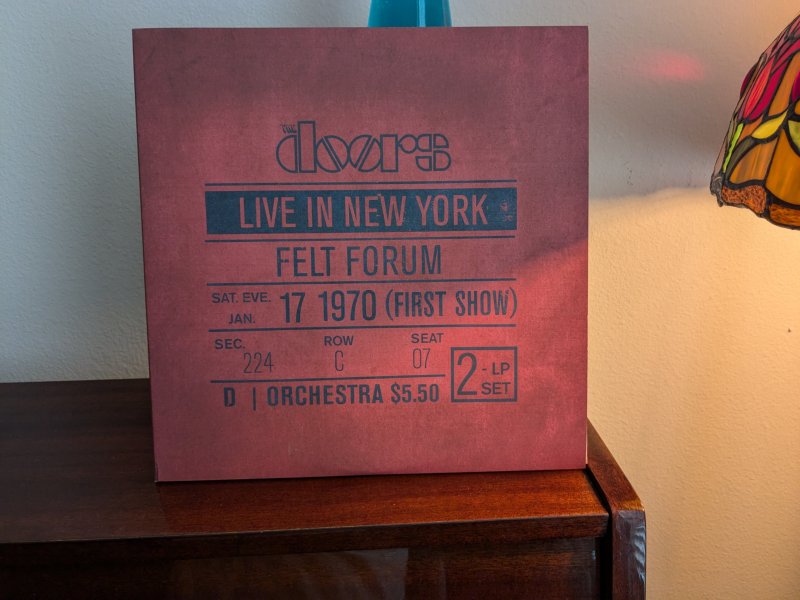 THE doors
LIVE IN NEW YORK
FELT FORUM
SAT. EVE. JAN. 17 1970 (FIRST SHOW)
SEC. 224 ROW C SEAT 07
2-LP SET
D | ORCHESTRA $5.50